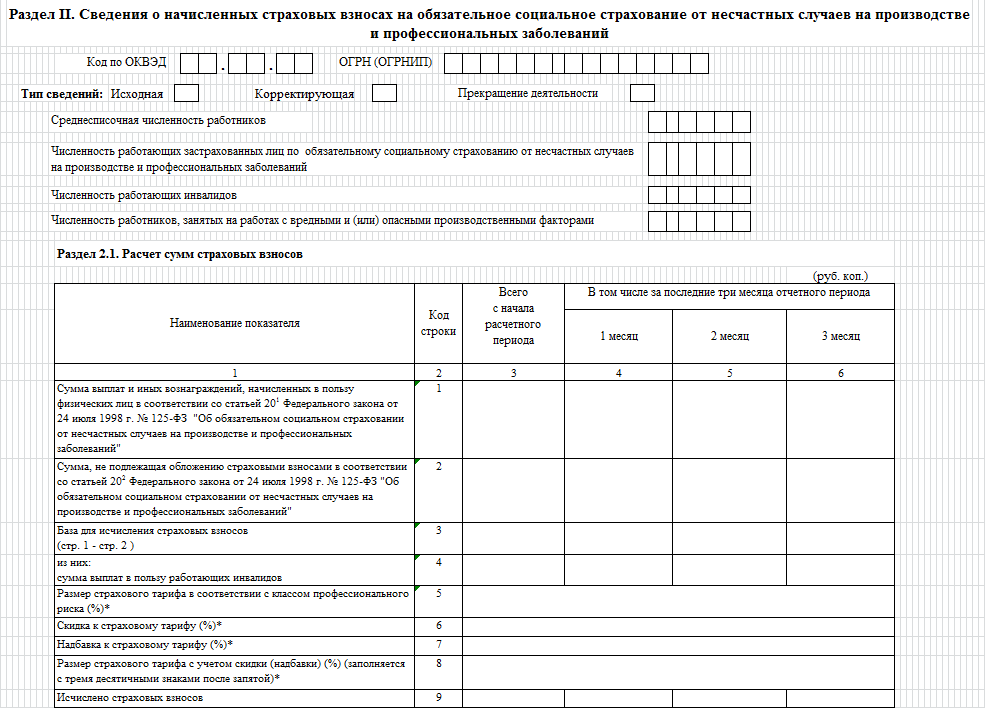 Раздел II. Сведения о начисленных страховых взносах на обязательное социальное страхование от несчастных случаев на производстве
и профессиональных заболеваний
Код по ОКВЭД . . ОГРН (ОГРНИП)
Тип сведений: Исходная Корректирующая Прекращение деятельности
Среднесписочная численность работников
Численность работающих застрахованных лиц по обязательному социальному страхованию от несчастных случаев
на производстве и профессиональных заболеваний
Численность работающих инвалидов
Численность работников, занятых на работах с вредными и (или) опасными производственными факторами
Раздел 2.1. Расчет сумм страховых взносов
(руб. коп.)
Наименование показателя
Код
строки
Всего
с начала
расчетного
периода
В том числе за последние три месяца отчетного периода
1 месяц 2 месяц 3 месяц
1 2 3 4 5 6
Сумма выплат и иных вознаграждений, начисленных в пользу 1
физических лиц в соответствии со статьей 20¹ Федерального закона от
24 июля 1998 г. № 125-ФЗ "Об обязательном социальном страховании
от несчастных случаев на производстве и профессиональных
заболеваний"
Сумма, не подлежащая обложению страховыми взносами в соответствии 2
со статьей 20² Федерального закона от 24 июля 1998 г. № 125-ФЗ "Об
обязательном социальном страховании от несчастных случаев на
производстве и профессиональных заболеваний"
База для исчисления страховых взносов 3
(стр. 1 - стр. 2 )
из них: 4
сумма выплат в пользу работающих инвалидов
Размер страхового тарифа в соответствии с классом профессионального 5
риска (%)*
Скидка к страховому тарифу (%)* 6
Надбавка к страховому тарифу (%)* 7
Размер страхового тарифа с учетом скидки (надбавки) (%) (заполняется 8
с тремя десятичными знаками после запятой)*
Исчислено страховых взносов 9